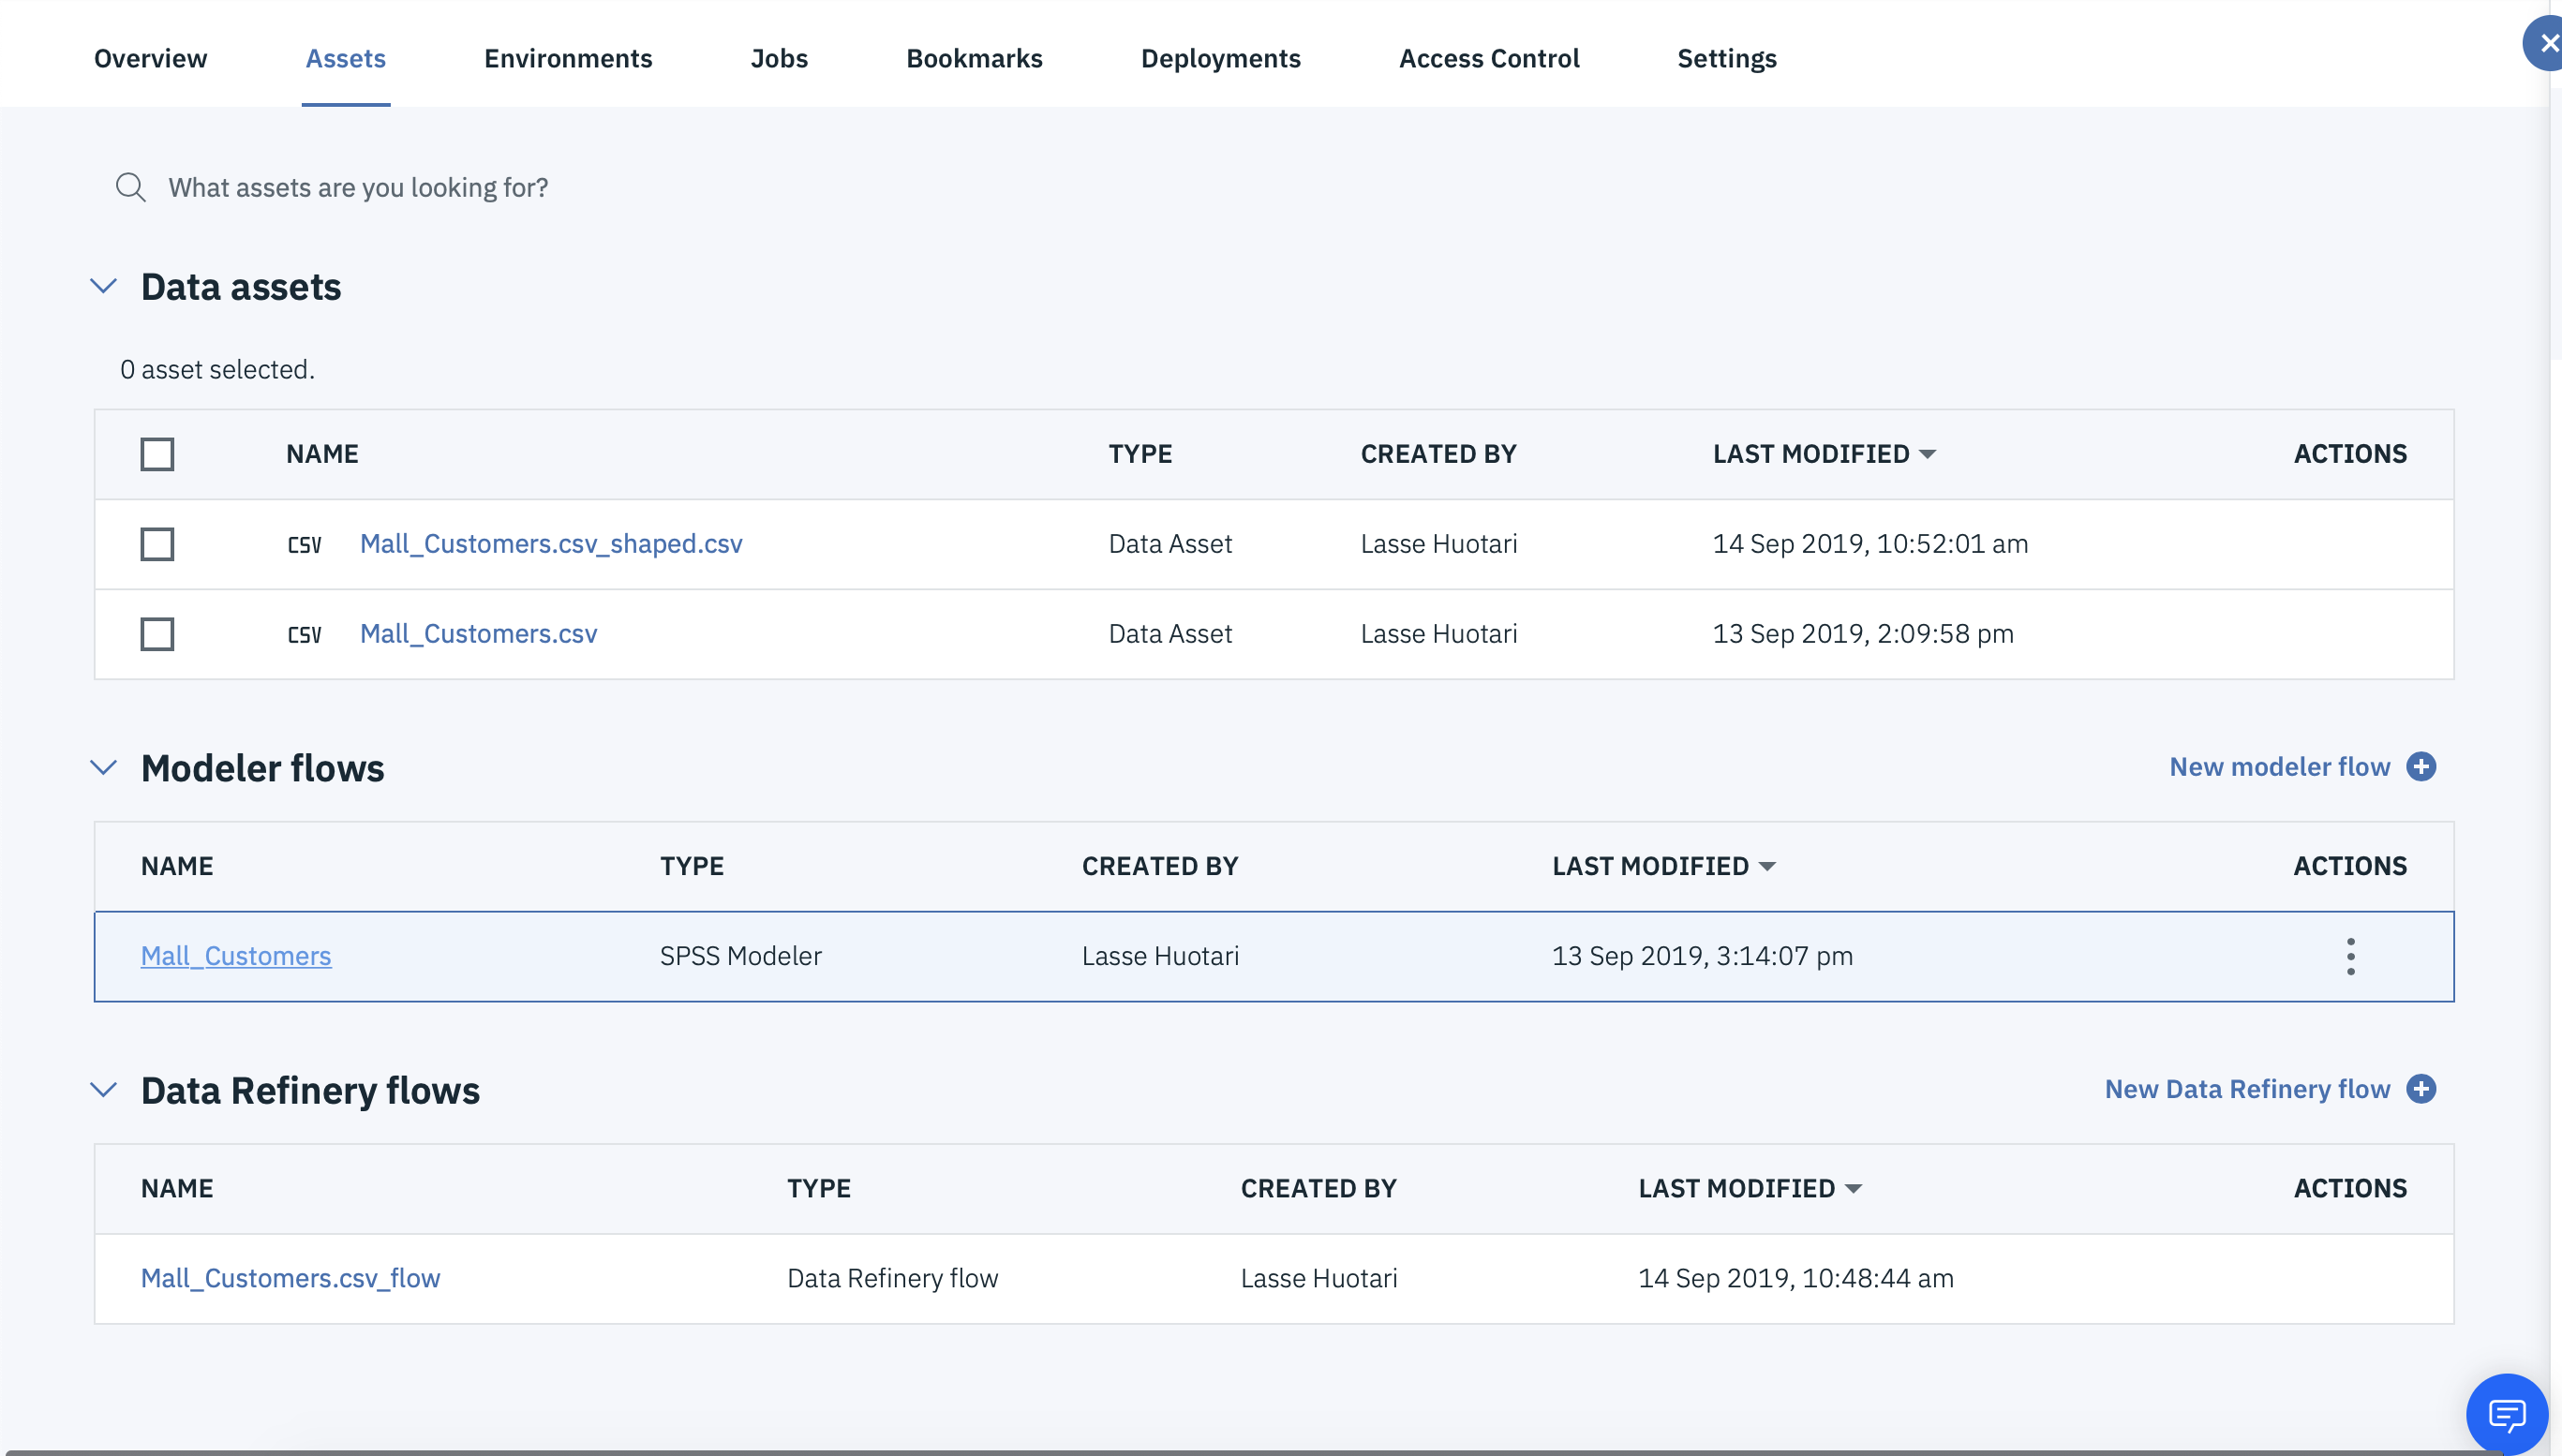 Overview Assets Environments Jobs Bookmarks Deployments Access Control Settings
What assets are you looking for?
Data assets
0 asset selected.
NAME TYPE CREATED BY LAST MODIFIED ACTIONS
CSV Mall_Customers.csv_shaped.csv Data Asset Lasse Huotari 14 Sep 2019, 10:52:01 am
CSV Mall_Customers.csv Data Asset Lasse Huotari 13 Sep 2019, 2:09:58 pm
Modeler flows New modeler flow
NAME TYPE CREATED BY LAST MODIFIED ACTIONS
Mall_Customers SPSS Modeler Lasse Huotari 13 Sep 2019, 3:14:07 pm
Data Refinery flows New Data Refinery flow
NAME TYPE CREATED BY LAST MODIFIED ACTIONS
Mall_Customers.csv_flow Data Refinery flow Lasse Huotari 14 Sep 2019, 10:48:44 am